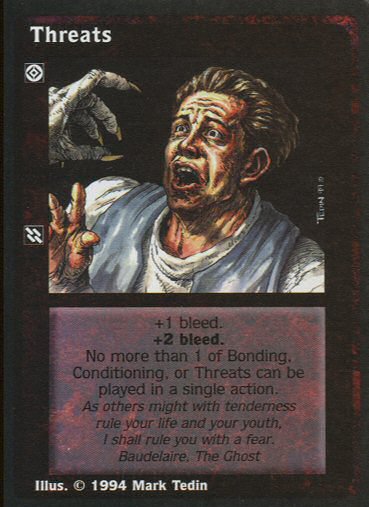 Threats
+1 bleed.
+2 bleed.
No more than 1 of Bonding,
Conditioning, or Threats can be
played in a single action.
As others might with tenderness
rule your life and your youth,
I shall rule you with a fear.
Baudelaire, The Ghost
Illus. © 1994 Mark Tedin